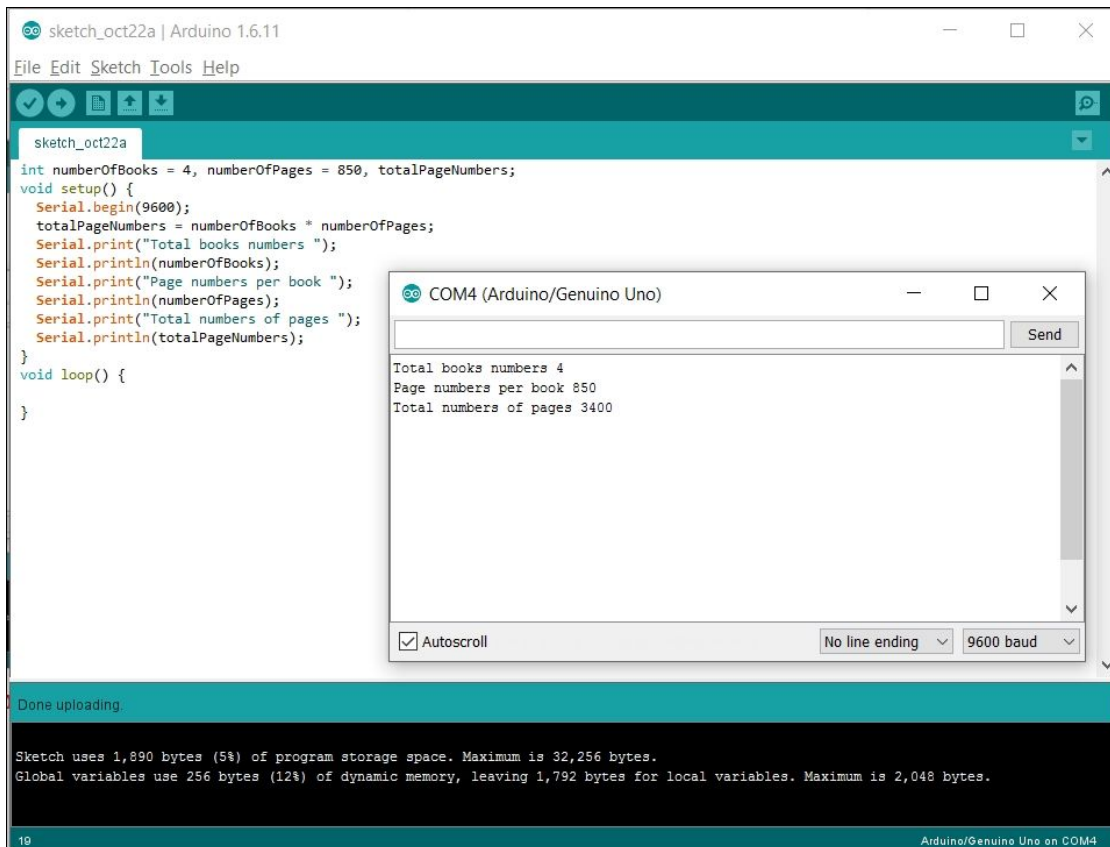 sketch_oct22a | Arduino 1.6.11
File Edit Sketch Tools Help
sketch_oct22a
int numberOfBooks = 4, numberOfPages = 850, totalPageNumbers;
void setup() {
Serial.begin(9600);
totalPageNumbers = numberOfBooks * numberOfPages;
Serial.print("Total books numbers ");
Serial.println(numberOfBooks);
Serial.print("Page numbers per book ");
Serial.println(numberOfPages);
Serial.print("Total numbers of pages ");
Serial.println(totalPageNumbers);
}
void loop() {
}
COM4 (Arduino/Genuino Uno)
Send
Total books numbers 4
Page numbers per book 850
Total numbers of pages 3400
Autoscroll
No line ending
9600 baud
Done uploading.
Sketch uses 1,890 bytes (5%) of program storage space. Maximum is 32,256 bytes.
Global variables use 256 bytes (12%) of dynamic memory, leaving 1,792 bytes for local variables. Maximum is 2,048 bytes.
19
Arduino/Genuino Uno on COM4